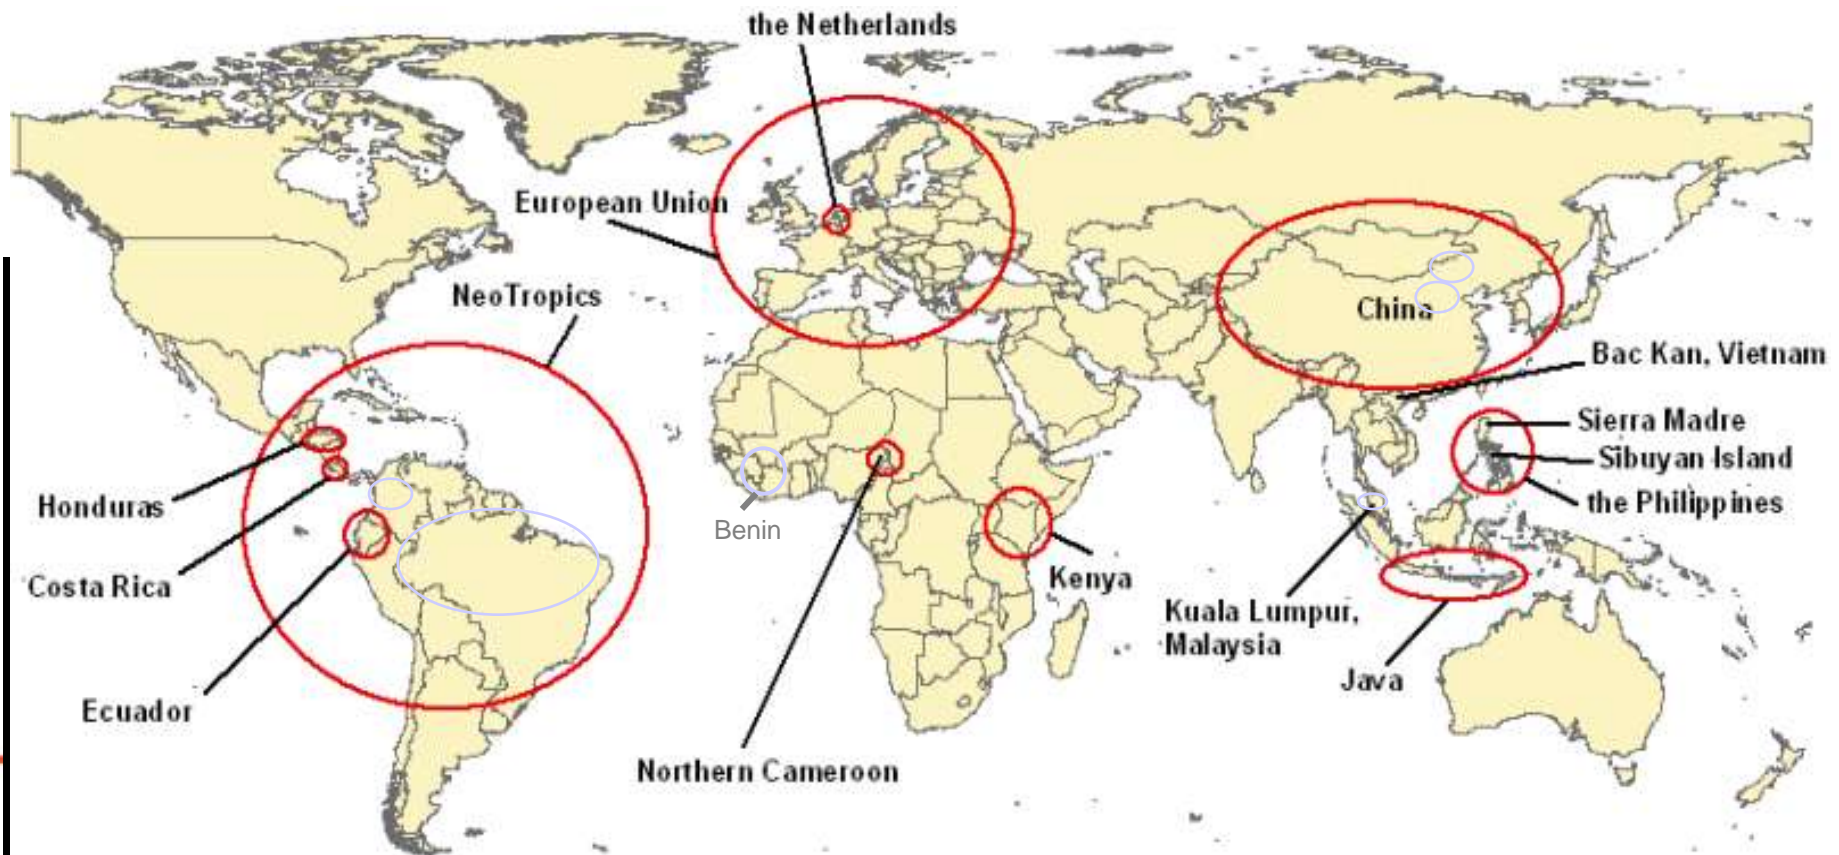 the Netherlands
European Union
NeoTropics
China
Bac Kan, Vietnam
Sierra Madre
Sibuyan Island
the Philippines
Honduras
Benin
Costa Rica
Kenya
Kuala Lumpur,
Malaysia
Java
Ecuador
Northern Cameroon